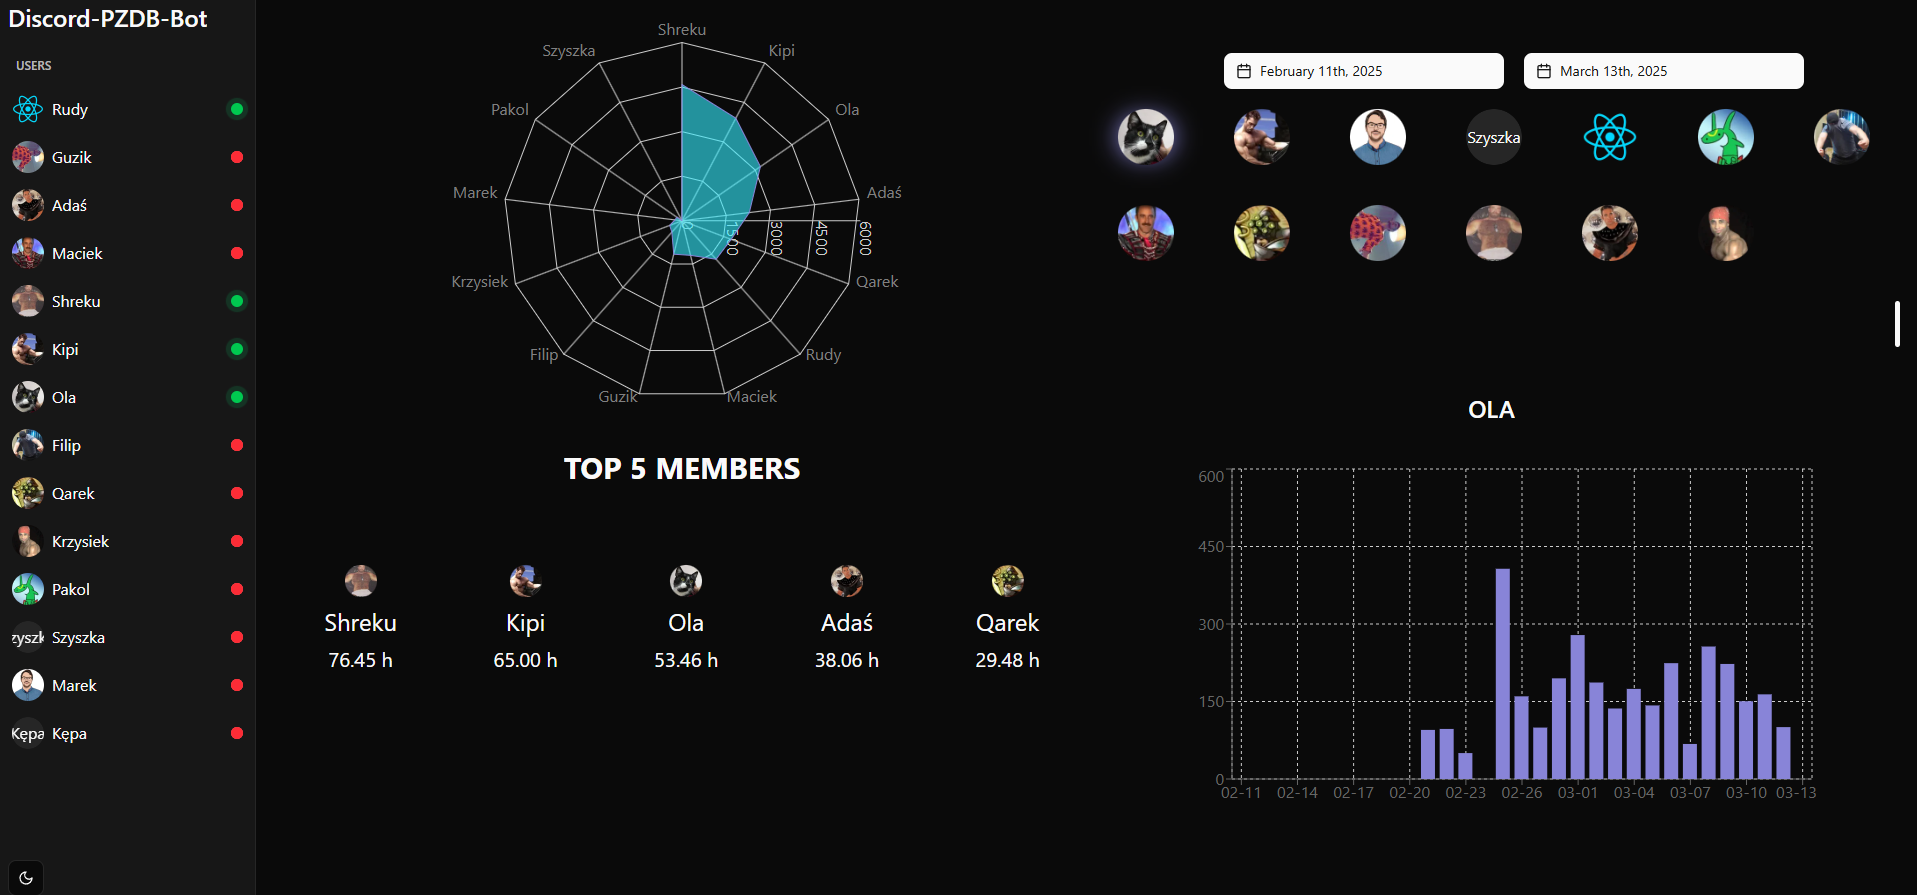 Discord-PZDB-Bot
USERS
Rudy
Guzik
Adaś
Maciek
Shreku
Kipi
Ola
Filip
Qarek
Krzysiek
Pakol
zyszk Szyszka
Marek
Kępa Kępa
Shreku
Kipi
Ola
Adaś
Qarek
Rudy
Maciek
Guzik
Filip
Krzysiek
Marek
Pakol
Szyszka
0
1500
3000
4500
6000
TOP 5 MEMBERS
Shreku
76.45 h
Kipi
65.00 h
Ola
53.46 h
Adaś
38.06 h
Qarek
29.48 h
February 11th, 2025
March 13th, 2025
Szyszka
OLA
600
450
300
150
0
02-11 02-14 02-17 02-20 02-23 02-26 03-01 03-04 03-07 03-10 03-13